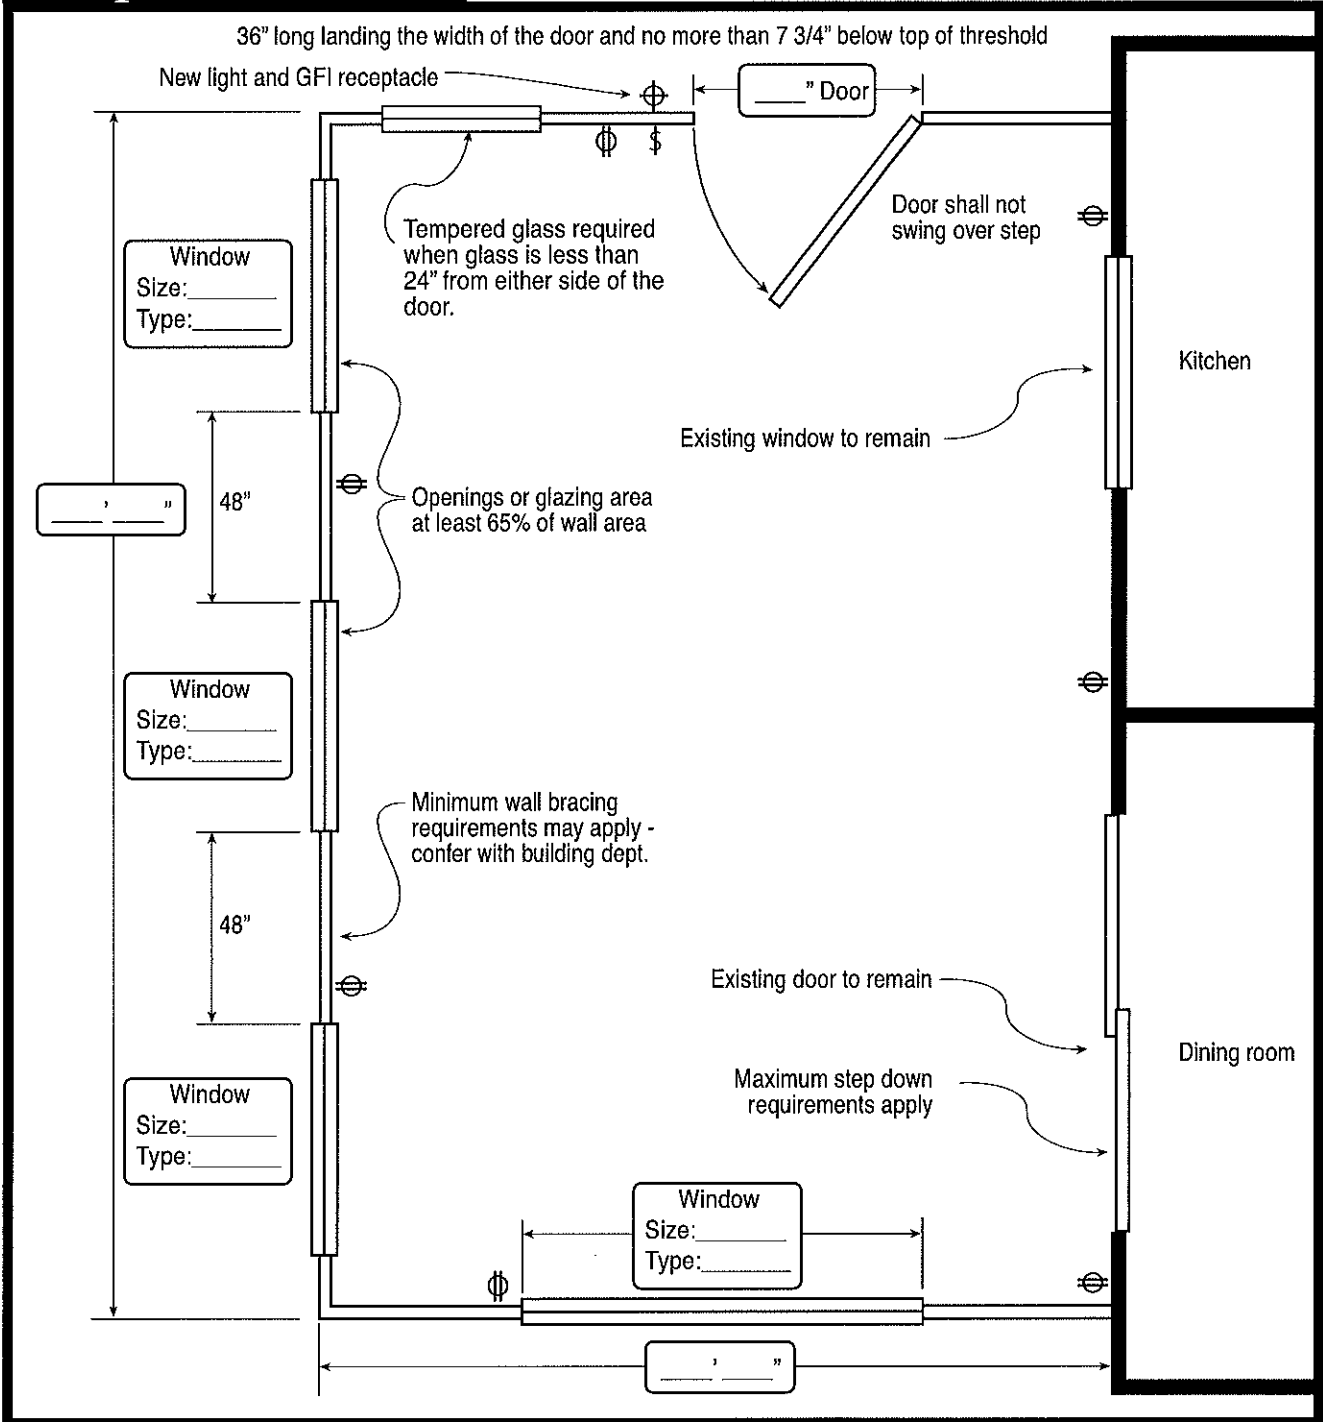 36” long landing the width of the door and no more than 7 3/4” below top of threshold
New light and GFI receptacle
____” Door
$
Door shall not
swing over step
Tempered glass required
when glass is less than
24” from either side of the
door.
Window
Size:_______
Type:_______
Kitchen
Existing window to remain
48”
____’ ____”
Openings or glazing area
at least 65% of wall area
Window
Size:_______
Type:_______
Minimum wall bracing
requirements may apply -
confer with building dept.
48”
Existing door to remain
Dining room
Maximum step down
requirements apply
Window
Size:_______
Type:_______
Window
Size:_______
Type:_______
____’ ____”